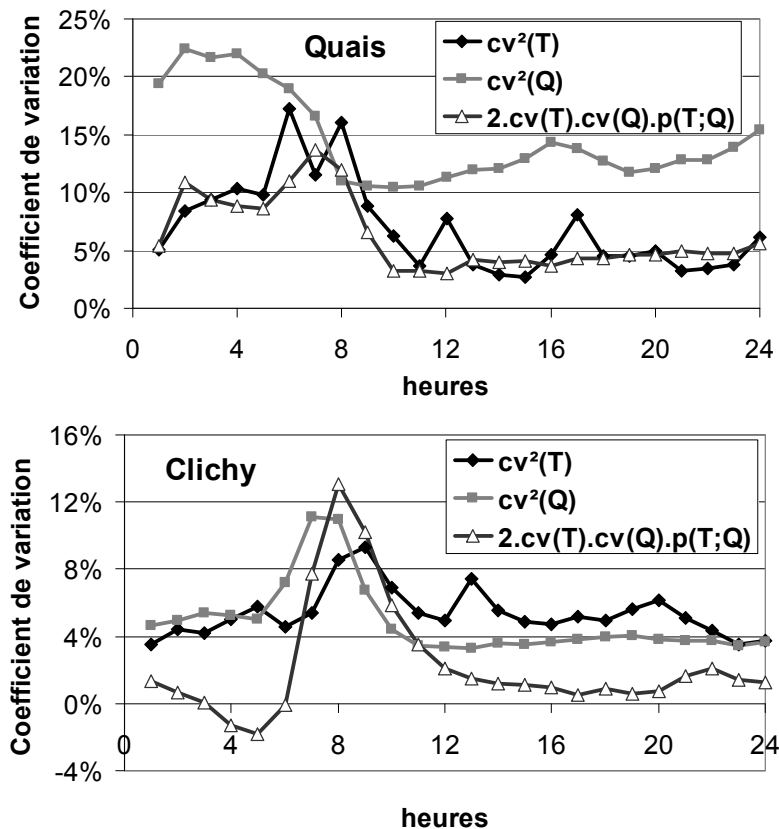 Quais
cv²(T)
cv²(Q)
2.cv(T).cv(Q).p(T;Q)
Coefficient de variation
25%
20%
15%
10%
5%
0%
0 4 8 12 16 20 24
heures
Clichy
cv²(T)
cv²(Q)
2.cv(T).cv(Q).p(T;Q)
Coefficient de variation
16%
12%
8%
4%
0%
-4%
0 4 8 12 16 20 24
heures